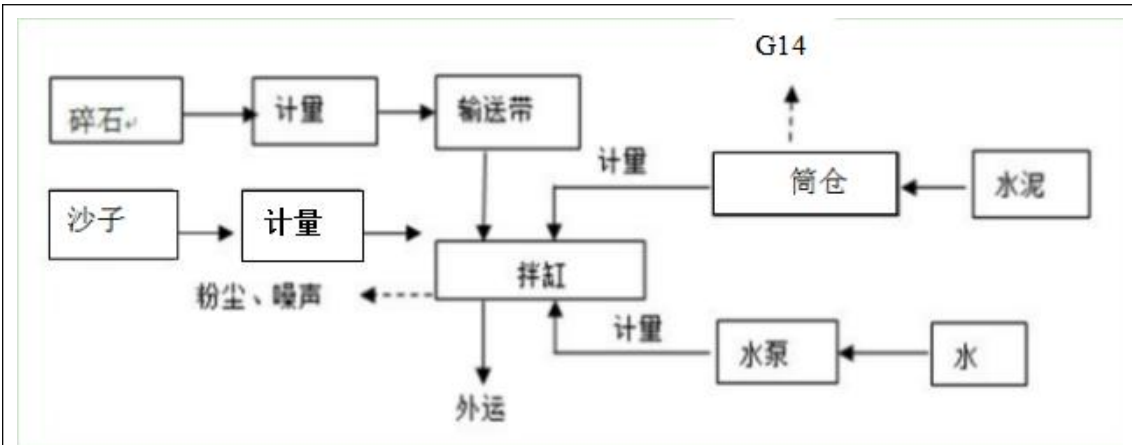 G14
碎石
计量
输送带
计量
筒仓
水泥
沙子
计量
拌缸
粉尘、噪声
计量
水泵
水
外运